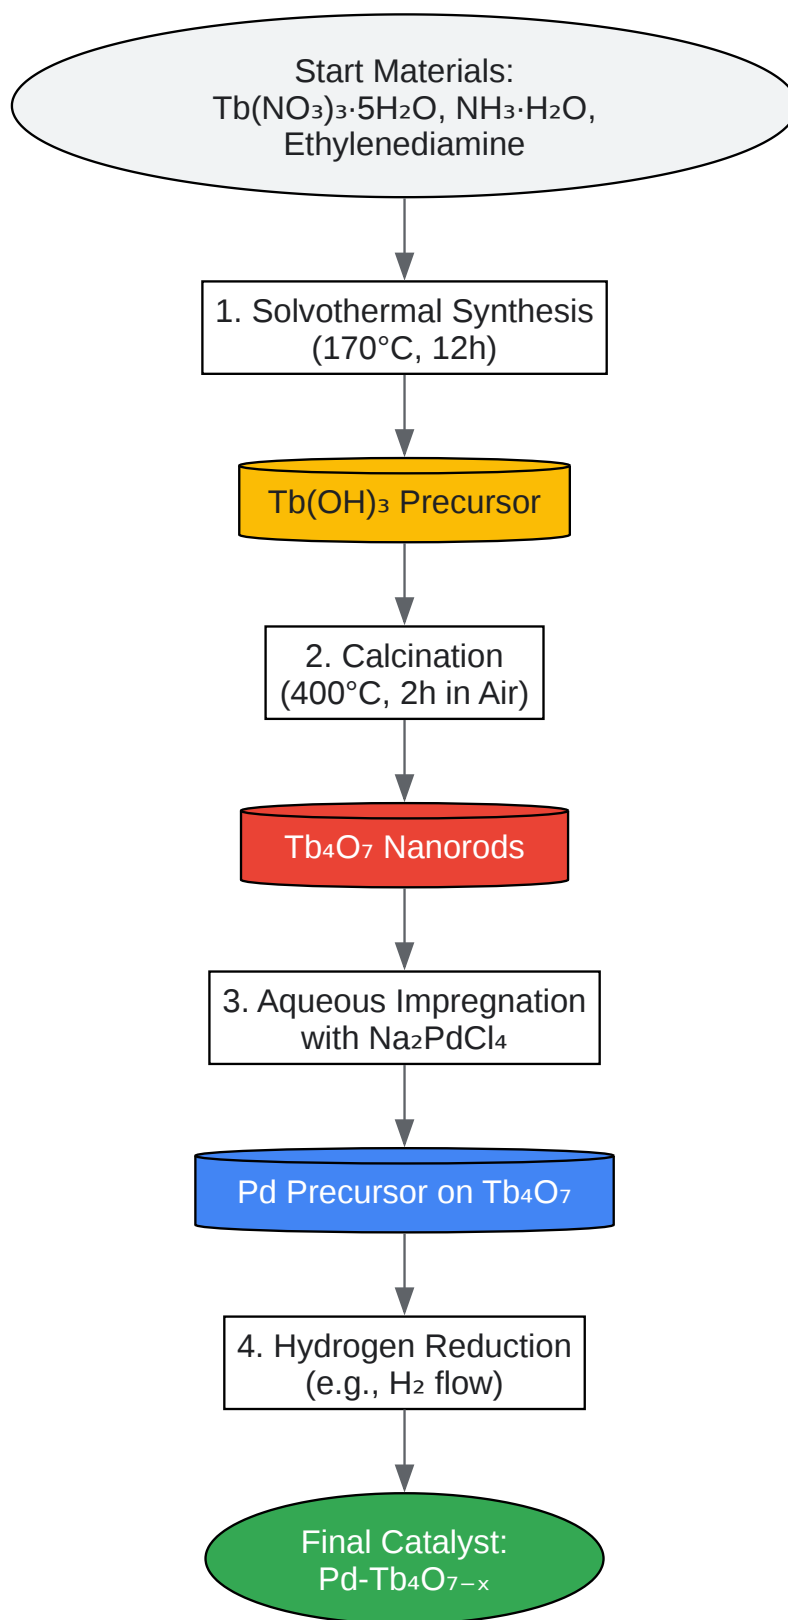 Start Materials:
Tb(NO₃)₃·5H₂O, NH₃·H₂O,
Ethylenediamine
1. Solvothermal Synthesis
(170°C, 12h)
Tb(OH)₃ Precursor
2. Calcination
(400°C, 2h in Air)
Tb₄O₇ Nanorods
3. Aqueous Impregnation
with Na₂PdCl₄
Pd Precursor on Tb₄O₇
4. Hydrogen Reduction
(e.g., H₂ flow)
Final Catalyst:
Pd-Tb₄O₇₋ₓ